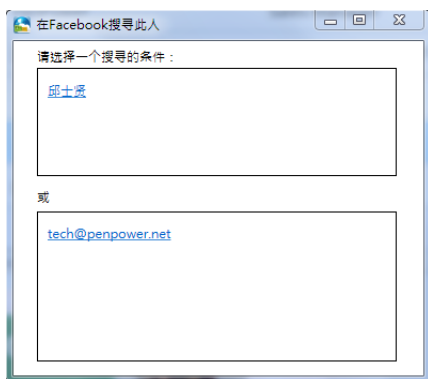 在Facebook搜寻此人
请选择一个搜寻的条件：
邱士贤
或
tech@penpower.net